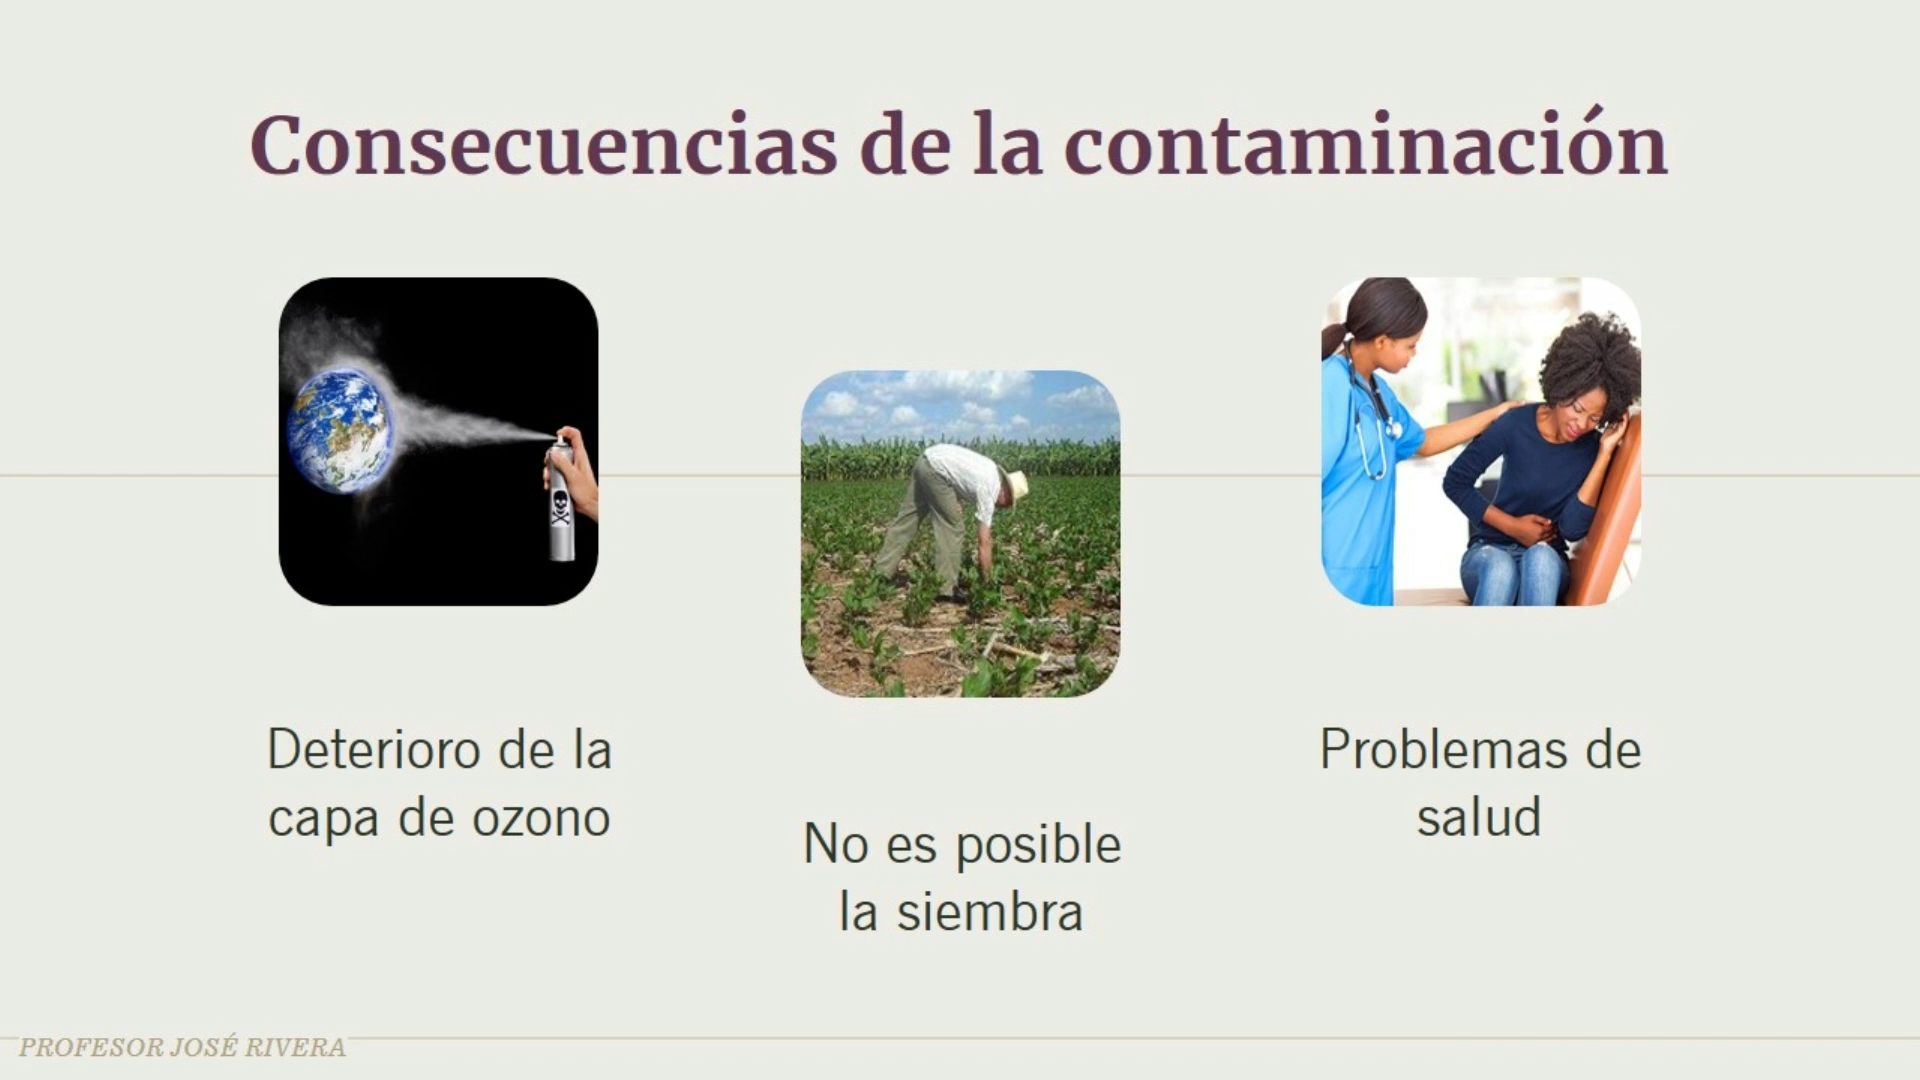 Consecuencias de la contaminación
Deterioro de la
capa de ozono
No es posible
la siembra
Problemas de
salud
PROFESOR JOSÉ RIVERA